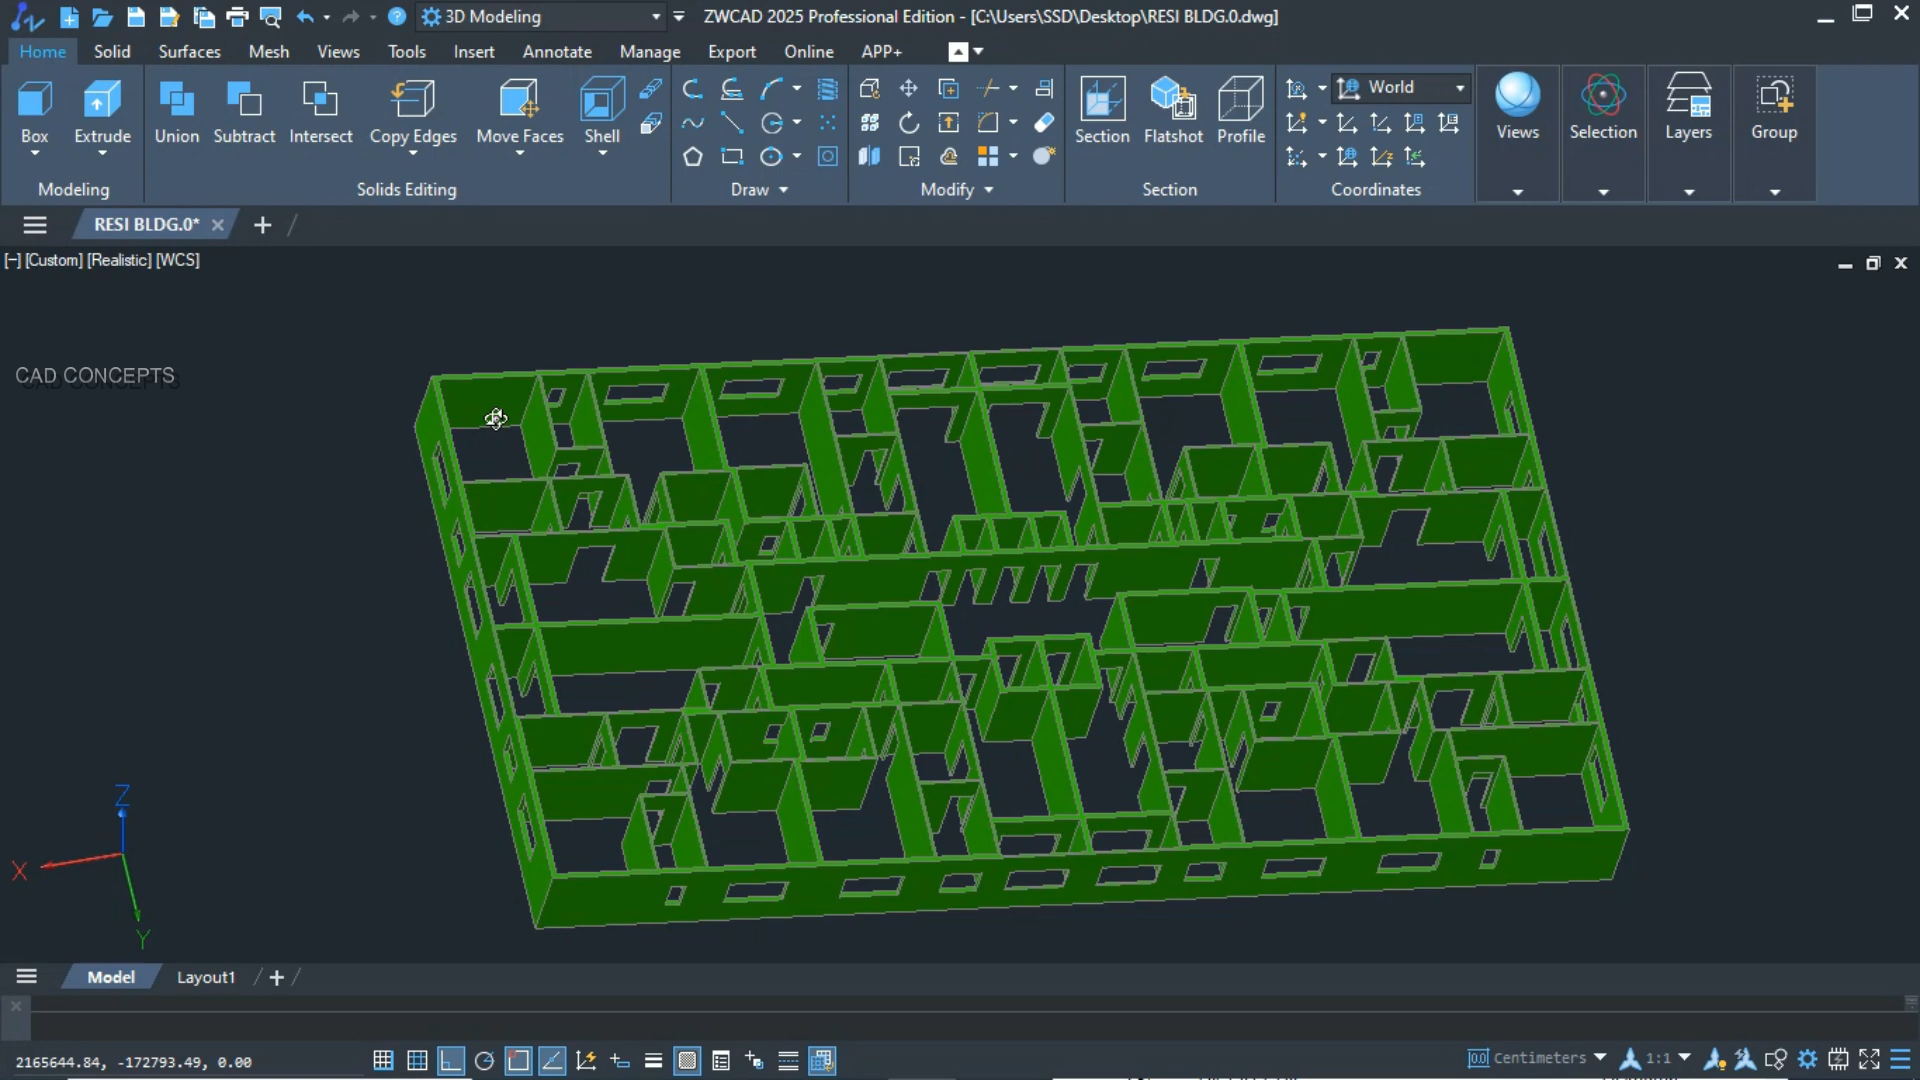 3D Modeling
ZWCAD 2025 Professional Edition - [C:\Users\SSD\Desktop\RESI BLDG.0.dwg]
Home Solid Surfaces Mesh Views Tools Insert Annotate Manage Export Online APP+
World
Box Extrude Union Subtract Intersect Copy Edges Move Faces Shell Section Flatshot Profile Views Selection Layers Group
Modeling Solids Editing Draw Modify Section Coordinates
RESI BLDG.0*
[−] [Custom] [Realistic] [WCS]
CAD CONCEPTS
Z
X
Y
Model Layout1
2165644.84, -172793.49, 0.00 Centimeters 1:1